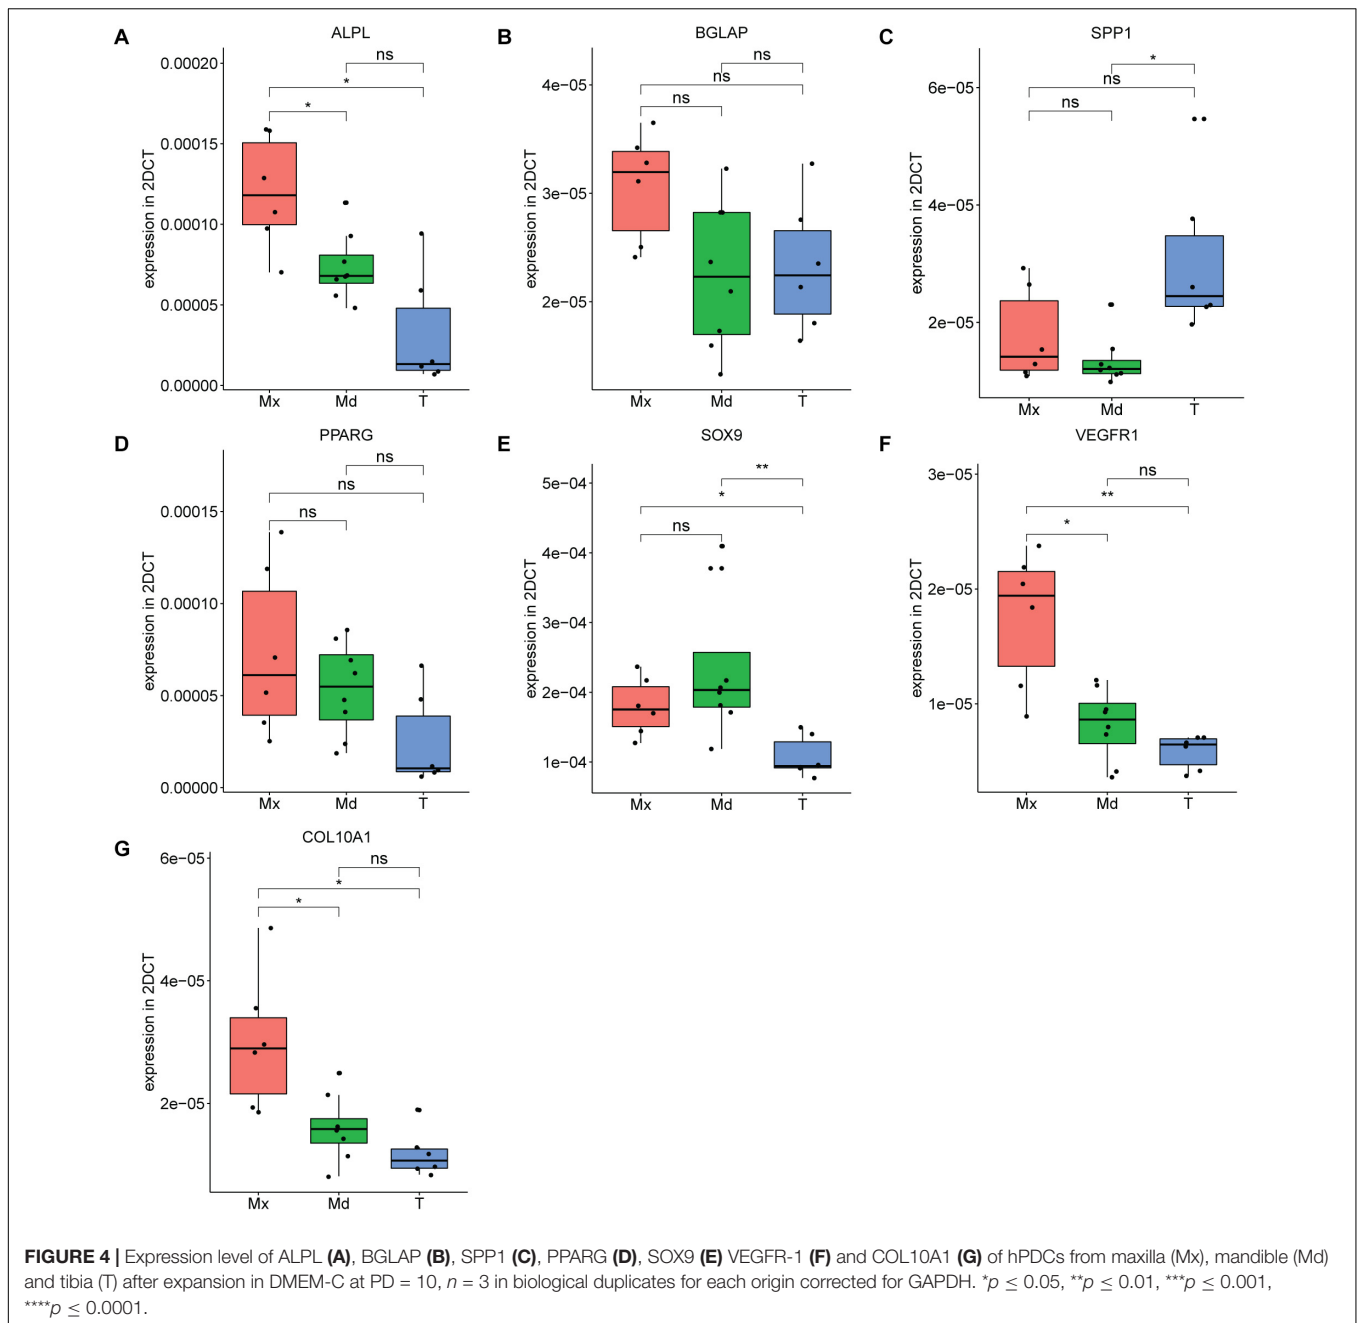 A
ALPL
ns
*
*
0.00020
0.00015
0.00010
0.00005
0.00000
expression in 2DCT
Mx Md T
B
BGLAP
ns
ns
ns
4e−05
3e−05
2e−05
expression in 2DCT
Mx Md T
C
SPP1
*
ns
ns
6e−05
4e−05
2e−05
expression in 2DCT
Mx Md T
D
PPARG
ns
ns
ns
0.00015
0.00010
0.00005
0.00000
expression in 2DCT
Mx Md T
E
SOX9
**
*
ns
5e−04
4e−04
3e−04
2e−04
1e−04
expression in 2DCT
Mx Md T
F
VEGFR1
ns
**
*
3e−05
2e−05
1e−05
expression in 2DCT
Mx Md T
G
COL10A1
ns
*
*
6e−05
4e−05
2e−05
expression in 2DCT
Mx Md T
FIGURE 4 | Expression level of ALPL (A), BGLAP (B), SPP1 (C), PPARG (D), SOX9 (E) VEGFR-1 (F) and COL10A1 (G) of hPDCs from maxilla (Mx), mandible (Md)
and tibia (T) after expansion in DMEM-C at PD = 10, n = 3 in biological duplicates for each origin corrected for GAPDH. *p ≤ 0.05, **p ≤ 0.01, ***p ≤ 0.001,
****p ≤ 0.0001.